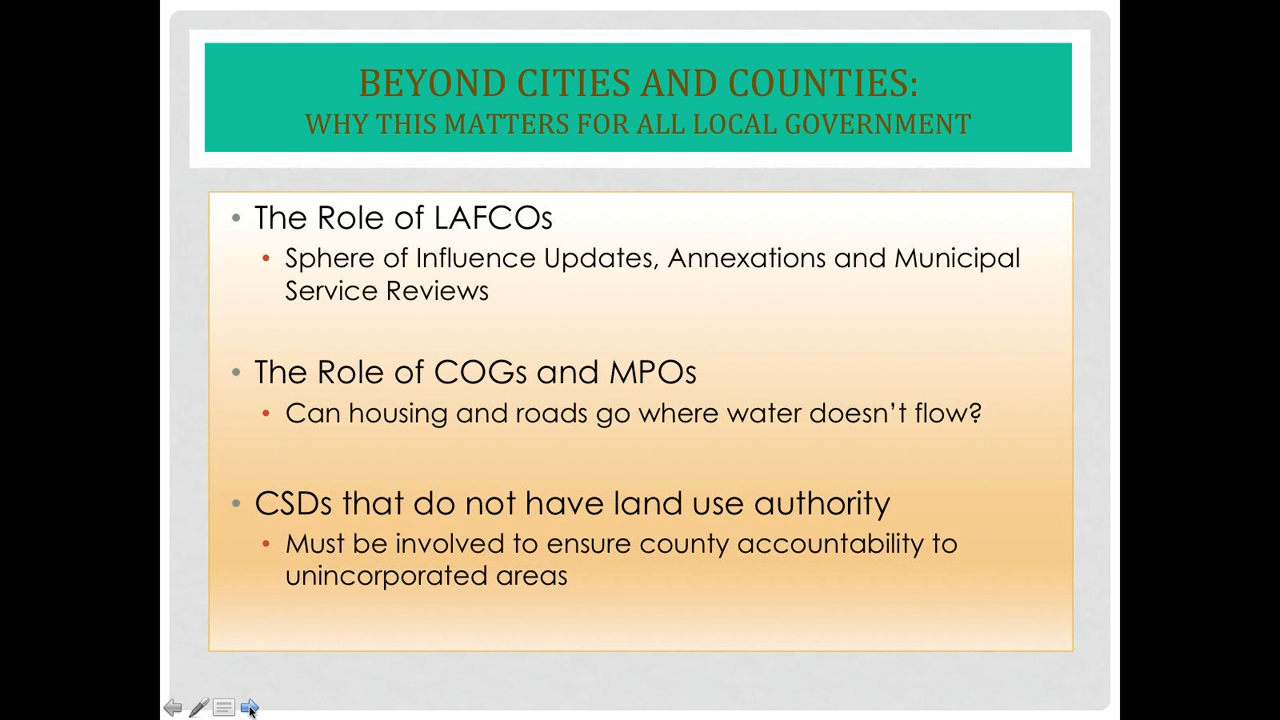 BEYOND CITIES AND COUNTIES:
WHY THIS MATTERS FOR ALL LOCAL GOVERNMENT
• The Role of LAFCOs
• Sphere of Influence Updates, Annexations and Municipal
Service Reviews
• The Role of COGs and MPOs
• Can housing and roads go where water doesn’t flow?
• CSDs that do not have land use authority
• Must be involved to ensure county accountability to
unincorporated areas